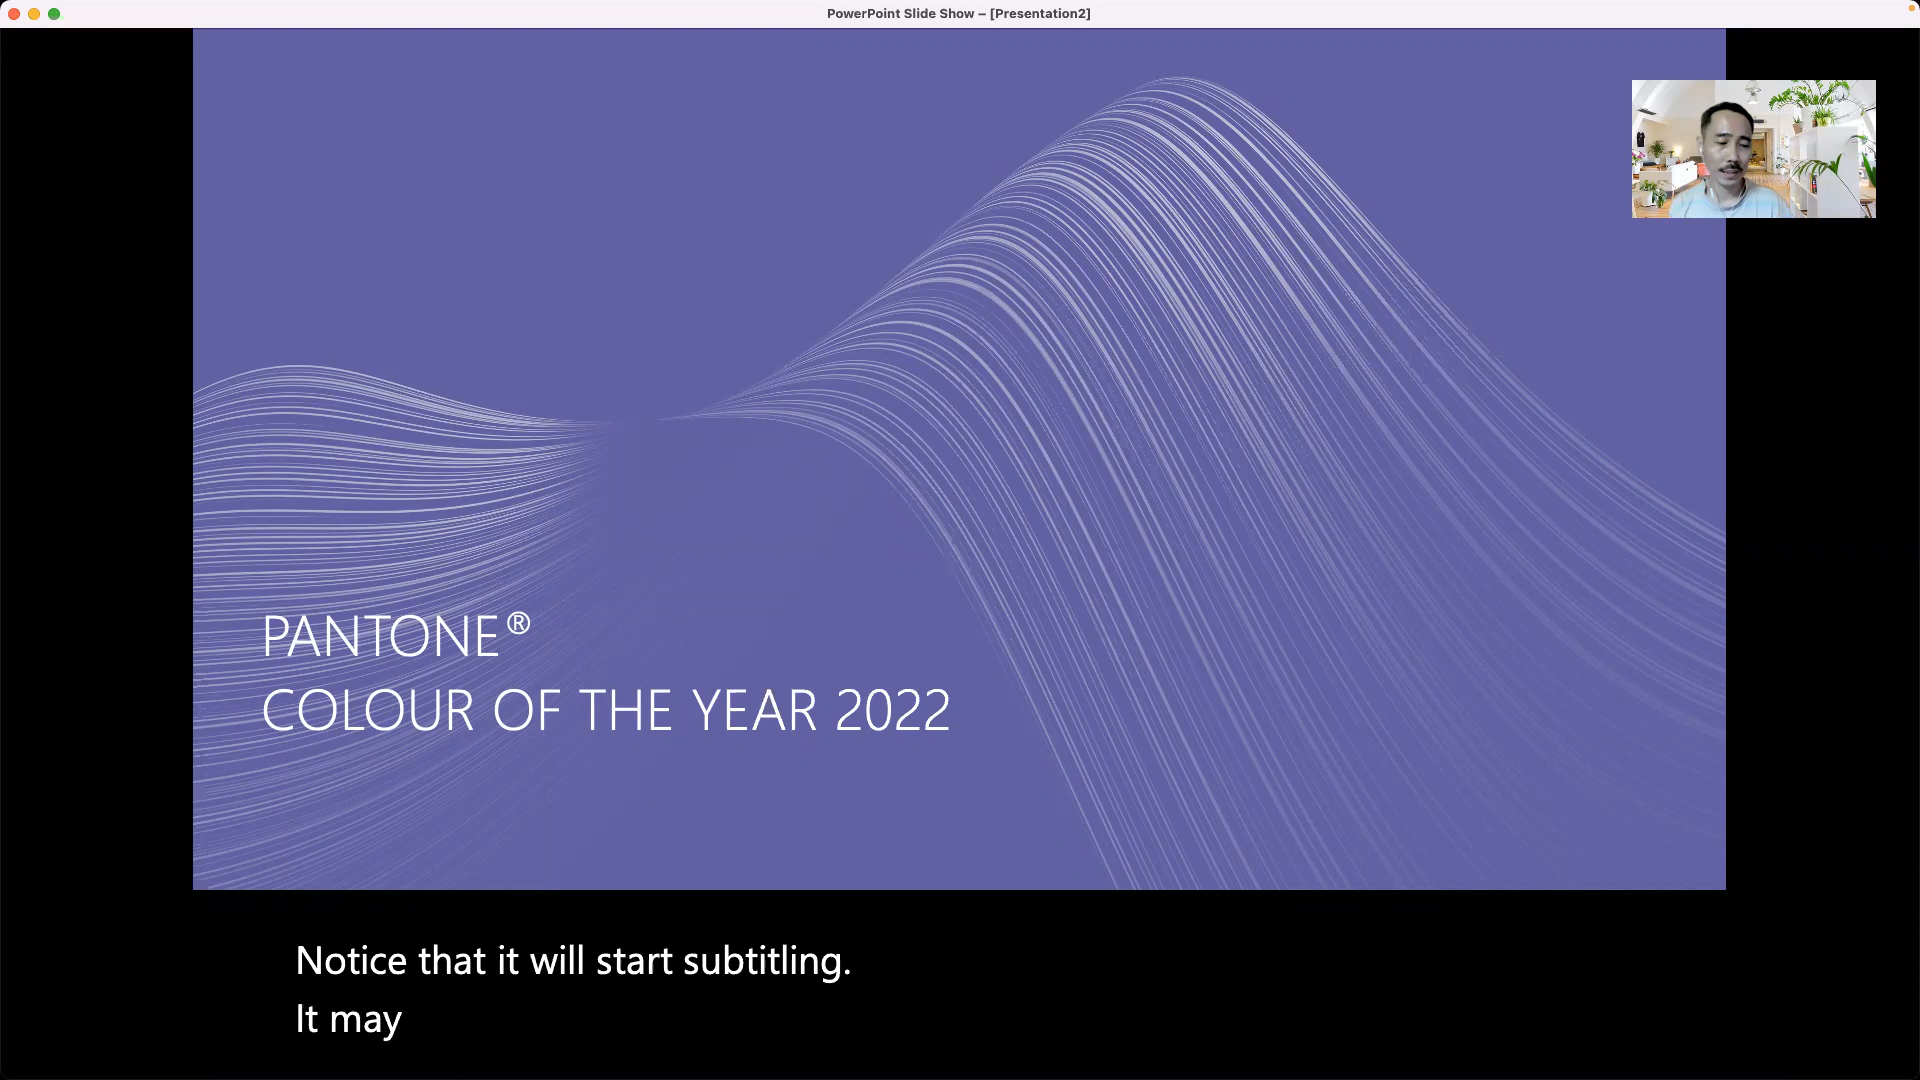 PowerPoint Slide Show – [Presentation2]
PANTONE®
COLOUR OF THE YEAR 2022
Notice that it will start subtitling.
It may